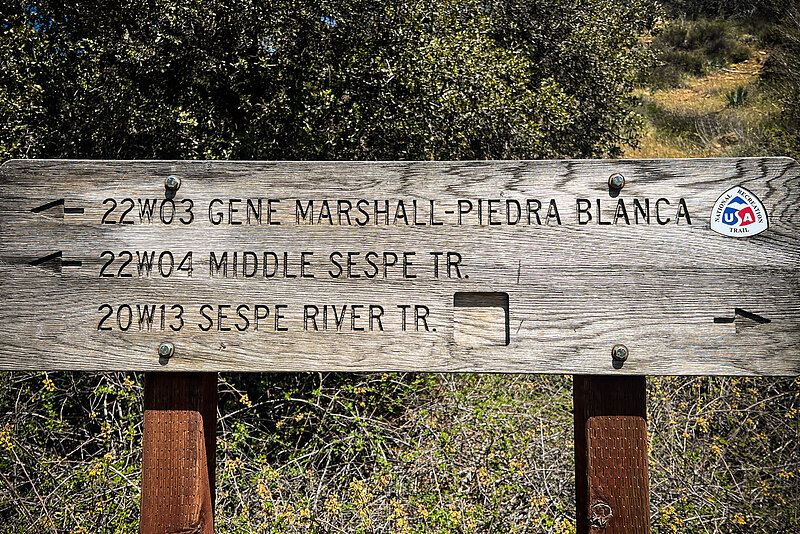 22W03 GENE MARSHALL-PIEDRA BLANCA
NATIONAL RECREATION
USA
TRAIL
22W04 MIDDLE SESPE TR.
20W13 SESPE RIVER TR.